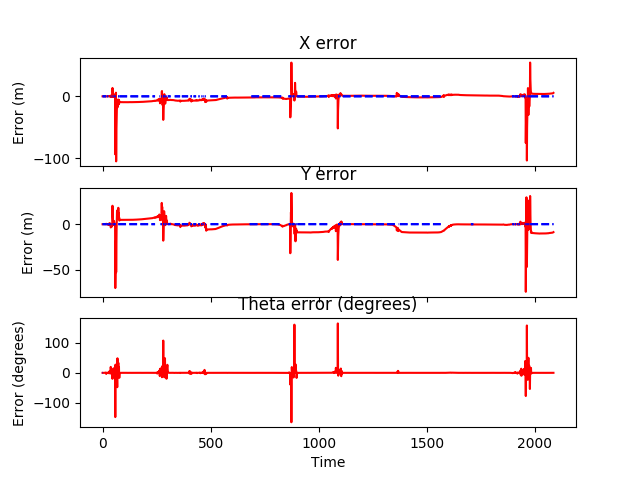 X error
Error (m)
0
−100
Y error
Error (m)
0
−50
Theta error (degrees)
Error (degrees)
100
0
−100
0 500 1000 1500 2000
Time